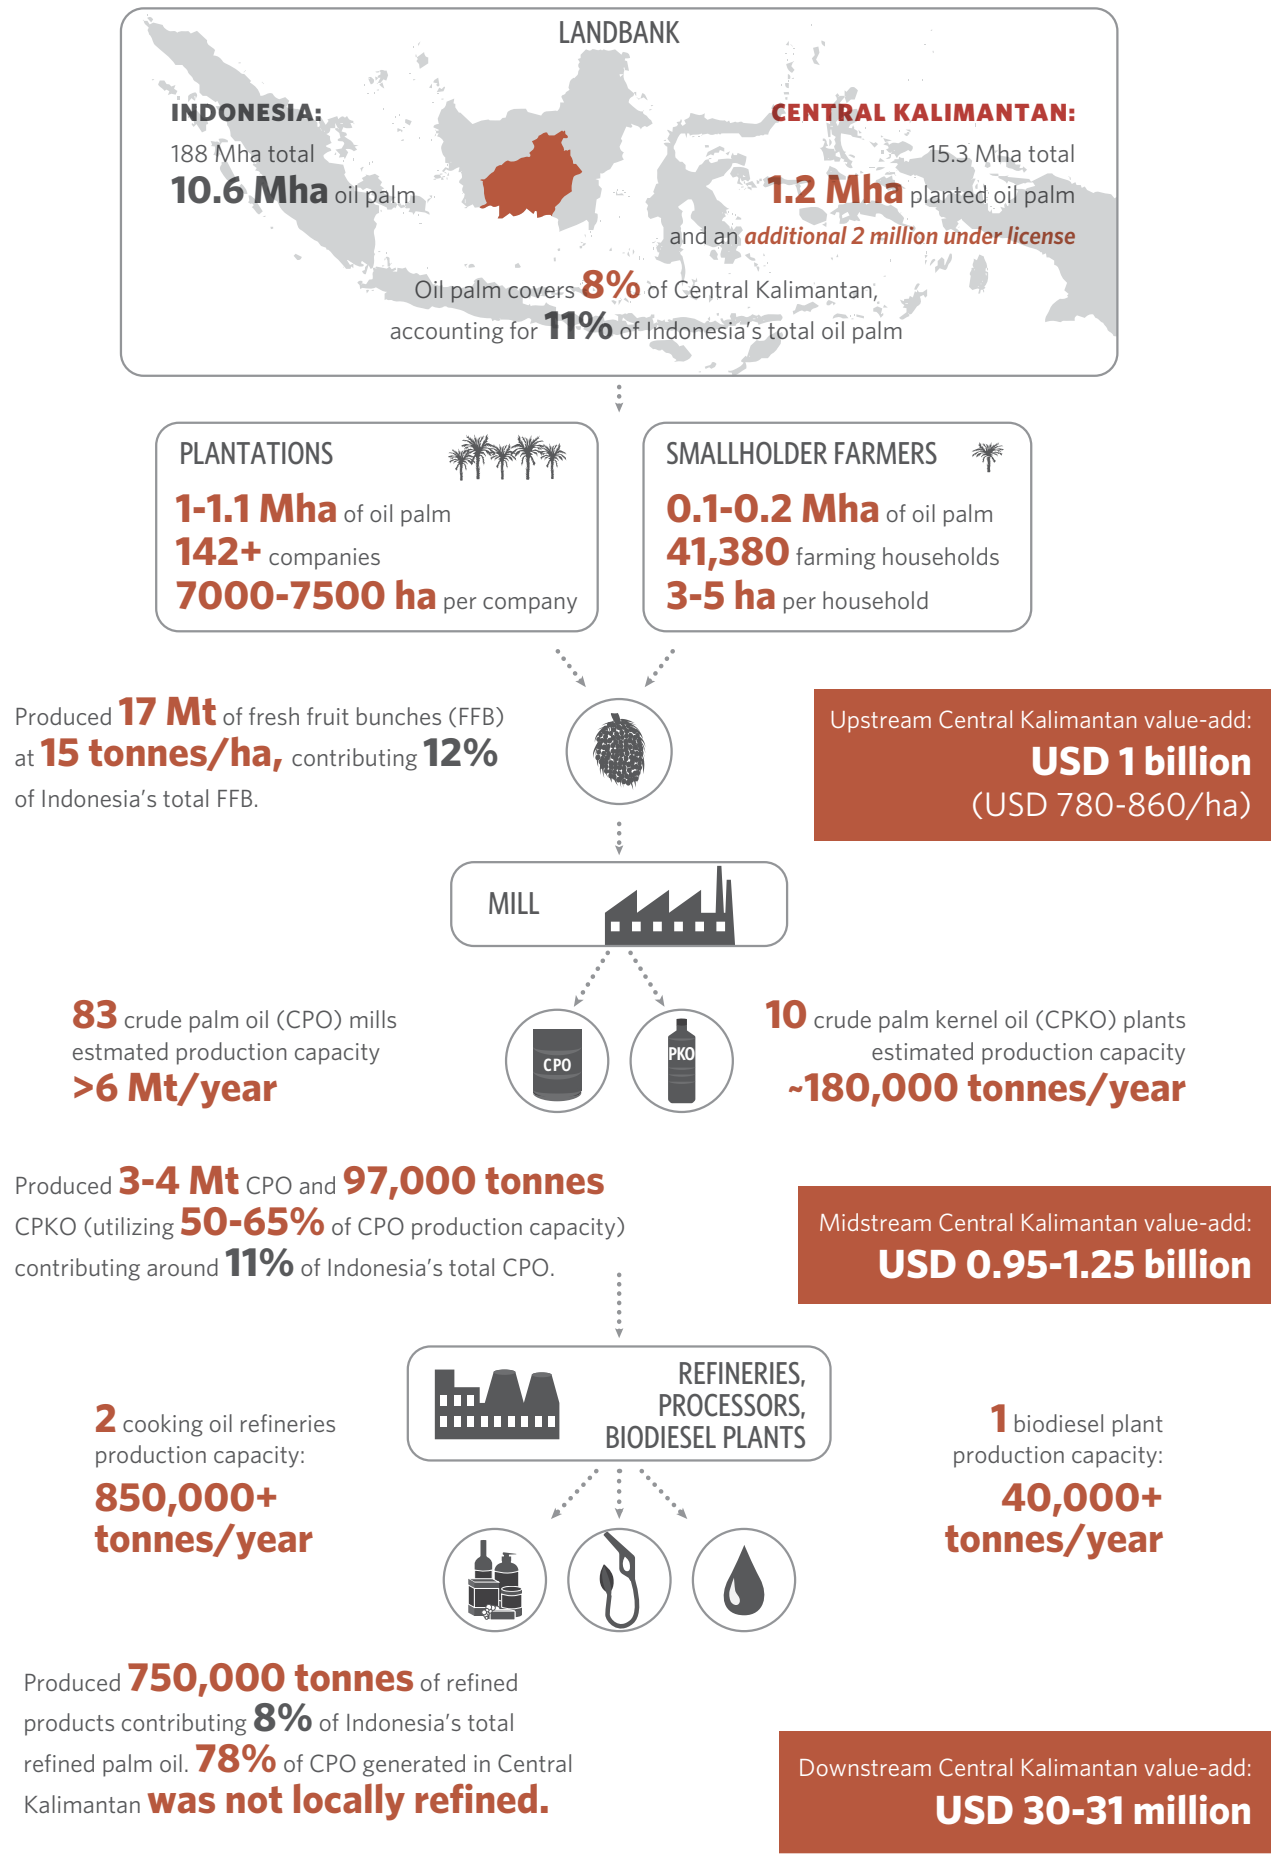 LANDBANK
INDONESIA:
188 Mha total
10.6 Mha oil palm
CENTRAL KALIMANTAN:
15.3 Mha total
1.2 Mha planted oil palm
and an additional 2 million under license
Oil palm covers 8% of Central Kalimantan,
accounting for 11% of Indonesia's total oil palm
PLANTATIONS
1-1.1 Mha of oil palm
142+ companies
7000-7500 ha per company
SMALLHOLDER FARMERS
0.1-0.2 Mha of oil palm
41,380 farming households
3-5 ha per household
Produced 17 Mt of fresh fruit bunches (FFB)
at 15 tonnes/ha, contributing 12%
of Indonesia's total FFB.
Upstream Central Kalimantan value-add:
USD 1 billion
(USD 780-860/ha)
MILL
83 crude palm oil (CPO) mills
estmated production capacity
>6 Mt/year
CPO
PKO
10 crude palm kernel oil (CPKO) plants
estimated production capacity
~180,000 tonnes/year
Produced 3-4 Mt CPO and 97,000 tonnes
CPKO (utilizing 50-65% of CPO production capacity)
contributing around 11% of Indonesia's total CPO.
Midstream Central Kalimantan value-add:
USD 0.95-1.25 billion
REFINERIES,
PROCESSORS,
BIODIESEL PLANTS
2 cooking oil refineries
production capacity:
850,000+
tonnes/year
1 biodiesel plant
production capacity:
40,000+
tonnes/year
Produced 750,000 tonnes of refined
products contributing 8% of Indonesia's total
refined palm oil. 78% of CPO generated in Central
Kalimantan was not locally refined.
Downstream Central Kalimantan value-add:
USD 30-31 million